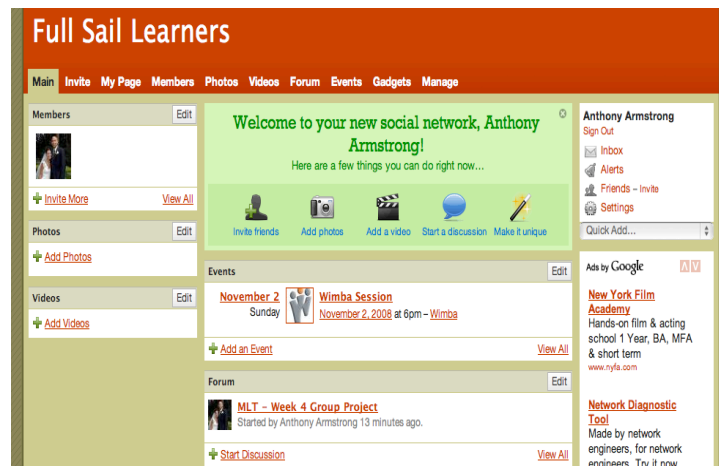 Full Sail Learners
Main Invite My Page Members Photos Videos Forum Events Gadgets Manage
Members Edit
Invite More View All
Photos Edit
Add Photos
Videos Edit
Add Videos
Welcome to your new social network, Anthony
Armstrong!
Here are a few things you can do right now...
Invite friends Add photos Add a video Start a discussion Make it unique
Events Edit
November 2 Wimba Session
Sunday November 2, 2008 at 6pm – Wimba
Add an Event View All
Forum Edit
MLT – Week 4 Group Project
Started by Anthony Armstrong 13 minutes ago.
Start Discussion View All
Anthony Armstrong
Sign Out
Inbox
Alerts
Friends – Invite
Settings
Quick Add...
Ads by Google
New York Film
Academy
Hands-on film & acting
school 1 Year, BA, MFA
& short term
www.nyfa.com
Network Diagnostic
Tool
Made by network
engineers, for network
engineers. Try it now